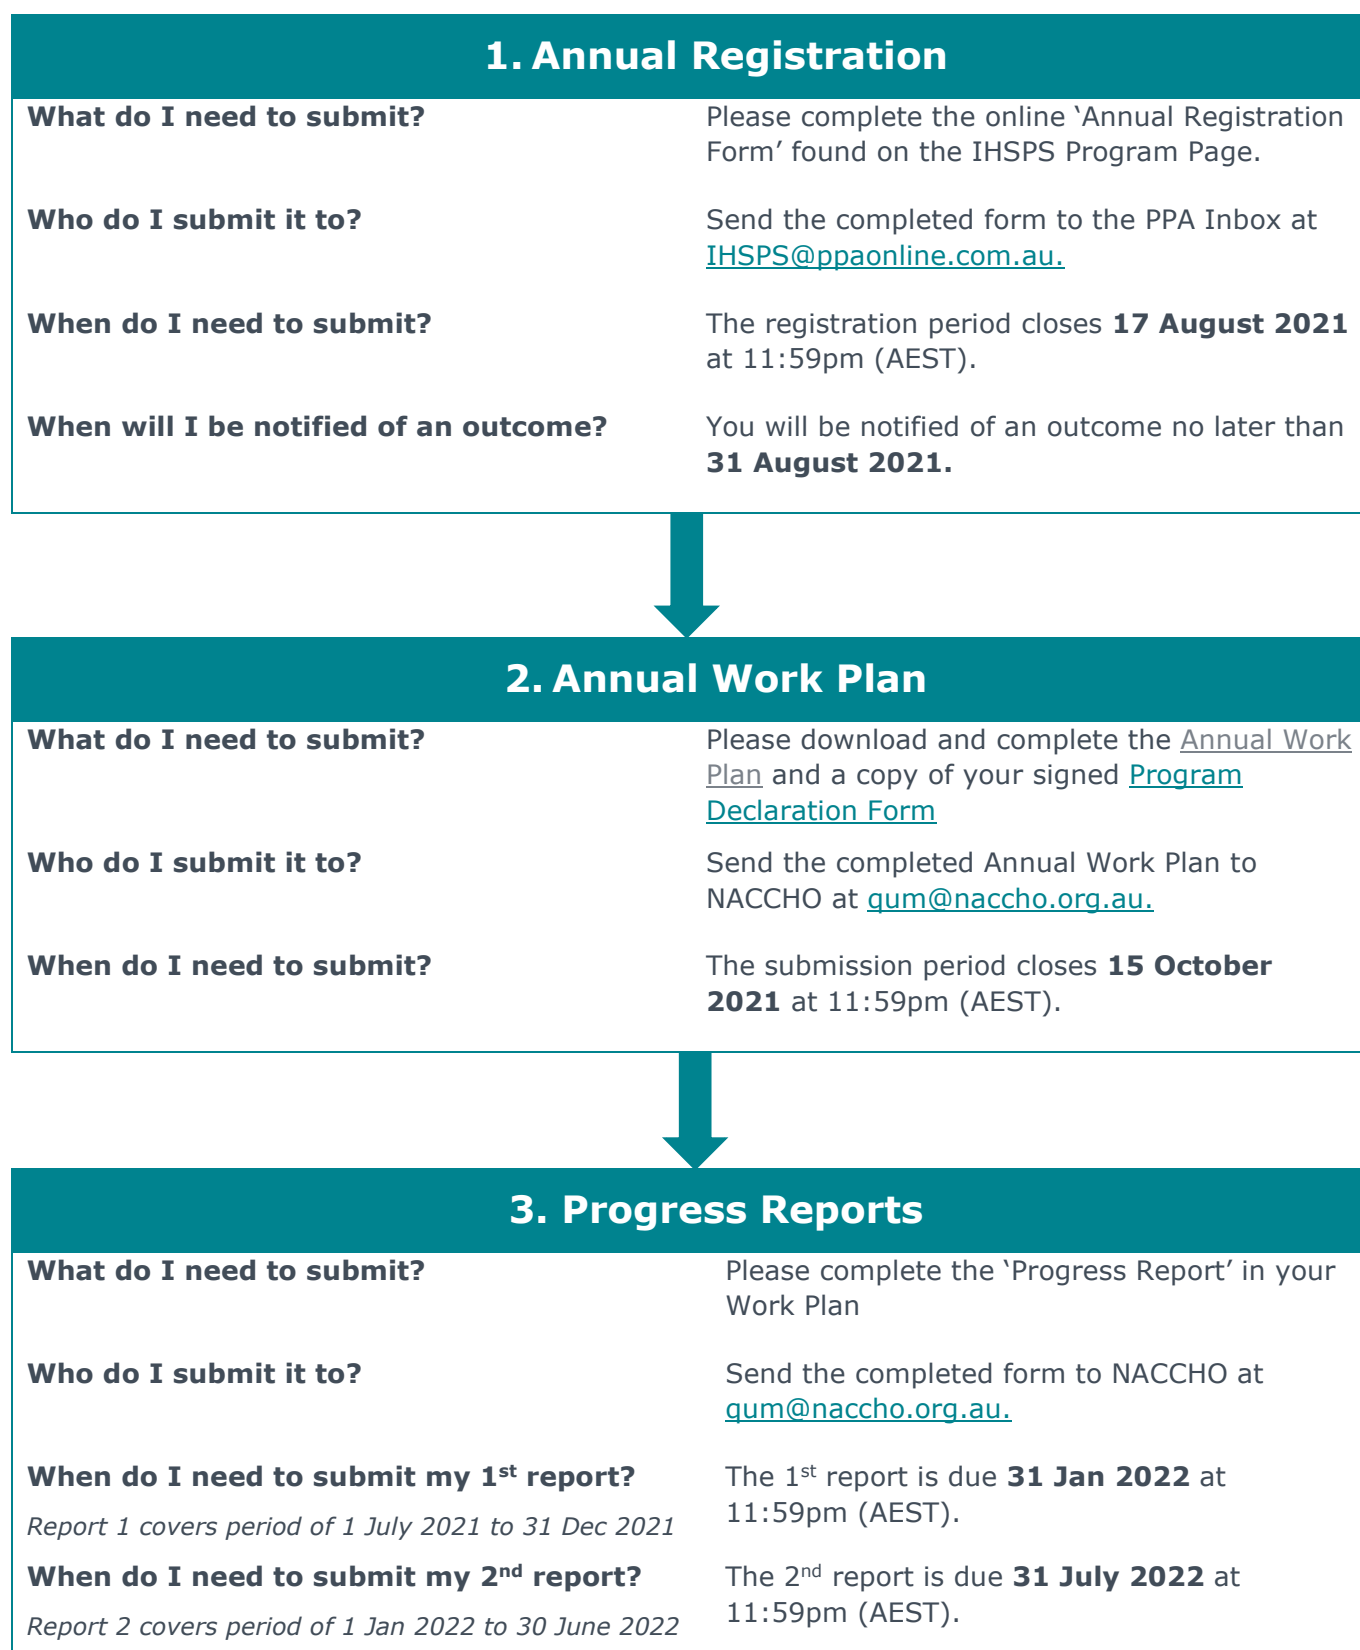 1. Annual Registration
What do I need to submit?
Please complete the online ‘Annual Registration
Form’ found on the IHSPS Program Page.
Who do I submit it to?
Send the completed form to the PPA Inbox at
IHSPS@ppaonline.com.au.
When do I need to submit?
The registration period closes 17 August 2021
at 11:59pm (AEST).
When will I be notified of an outcome?
You will be notified of an outcome no later than
31 August 2021.
2. Annual Work Plan
What do I need to submit?
Please download and complete the Annual Work
Plan and a copy of your signed Program
Declaration Form
Who do I submit it to?
Send the completed Annual Work Plan to
NACCHO at qum@naccho.org.au.
When do I need to submit?
The submission period closes 15 October
2021 at 11:59pm (AEST).
3. Progress Reports
What do I need to submit?
Please complete the ‘Progress Report’ in your
Work Plan
Who do I submit it to?
Send the completed form to NACCHO at
qum@naccho.org.au.
When do I need to submit my 1st report?
Report 1 covers period of 1 July 2021 to 31 Dec 2021
The 1st report is due 31 Jan 2022 at
11:59pm (AEST).
When do I need to submit my 2nd report?
Report 2 covers period of 1 Jan 2022 to 30 June 2022
The 2nd report is due 31 July 2022 at
11:59pm (AEST).